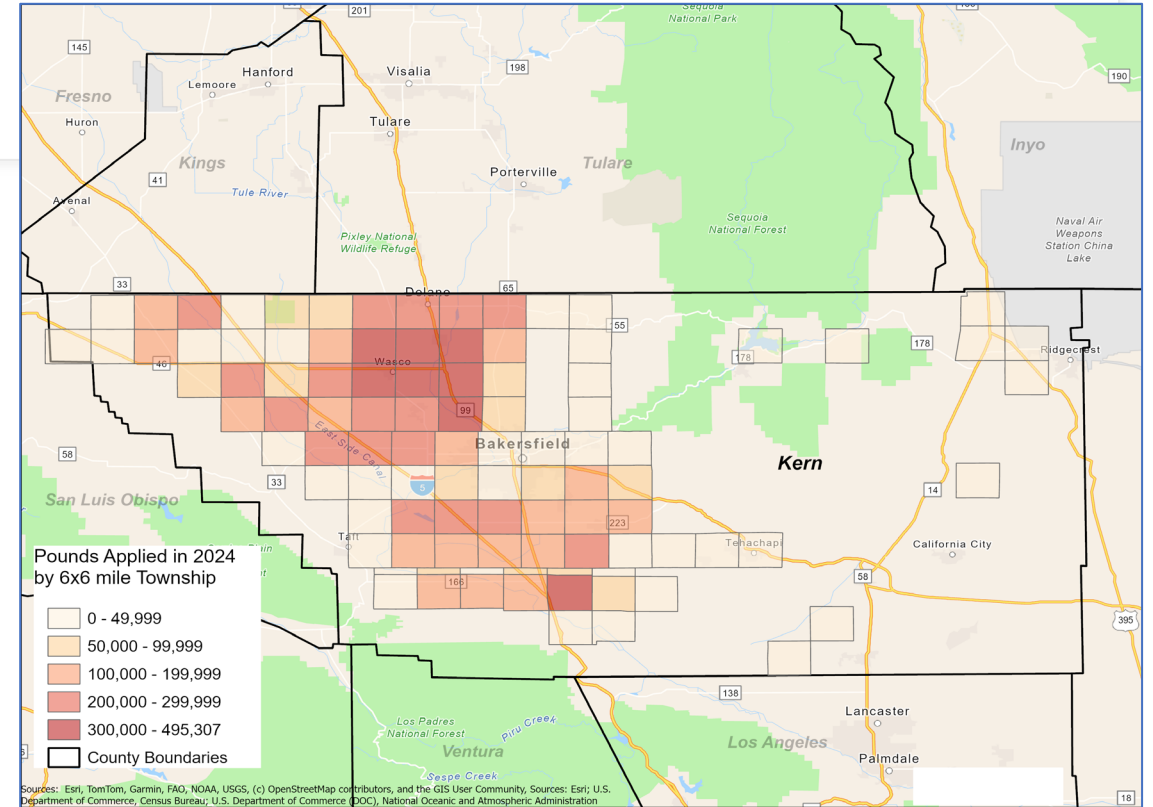 201
Sequoia
National Park
145
198
190
Hanford
Visalia
Lemoore
Fresno
Tulare
Huron
Inyo
Kings
Tulare
Porterville
41
Tule River
Avenal
Sequoia
National Forest
Naval Air
Weapons
Station China
Lake
Pixley National
Wildlife Refuge
33
65
Delano
55
178
178
Ridgecrest
46
Wasco
99
East Side Canal
Bakersfield
58
Kern
33
5
14
San Luis Obispo
223
Taft
Tehachapi
California City
Plain
nt
166
58
395
Pounds Applied in 2024
by 6x6 mile Township
0 - 49,999
50,000 - 99,999
100,000 - 199,999
200,000 - 299,999
300,000 - 495,307
County Boundaries
138
Lancaster
Los Padres
National Forest
Piru Creek
Los Angeles
Ventura
Palmdale
Sespe Creek
18
Sources: Esri, TomTom, Garmin, FAO, NOAA, USGS, (c) OpenStreetMap contributors, and the GIS User Community, Sources: Esri; U.S.
Department of Commerce, Census Bureau; U.S. Department of Commerce (DOC), National Oceanic and Atmospheric Administration